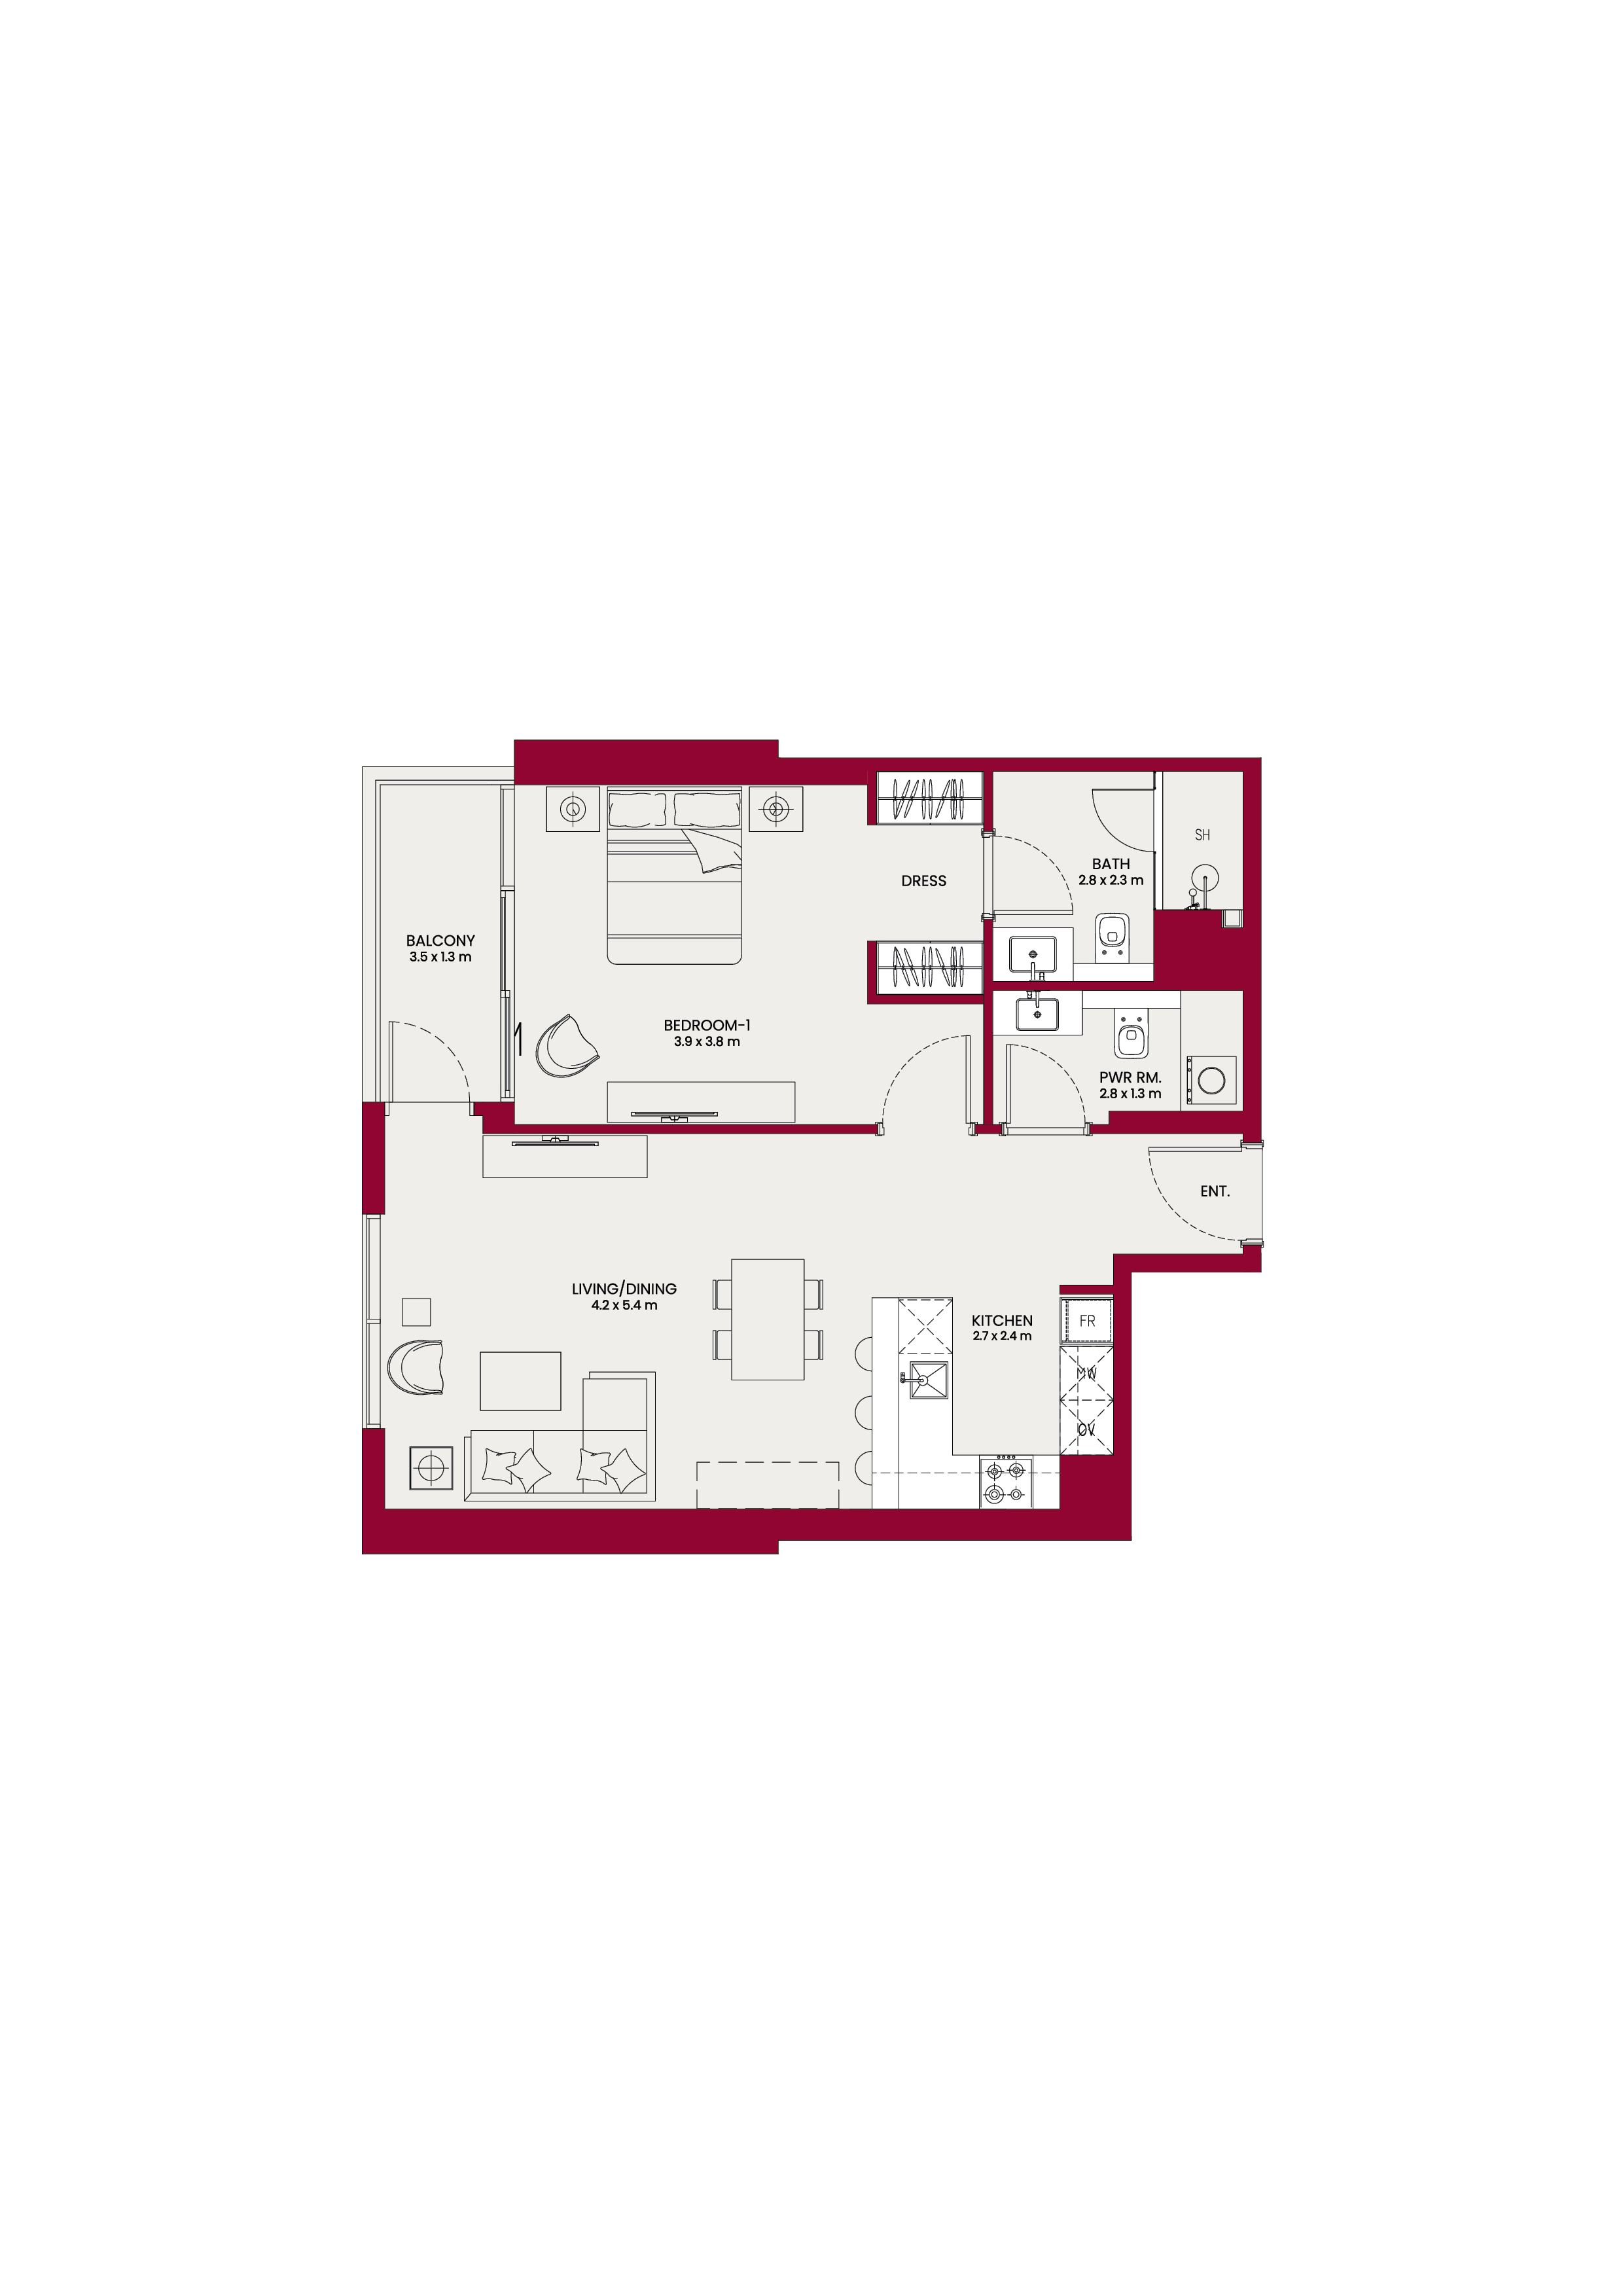 SH
BATH
2.8 x 2.3 m
DRESS
BALCONY
3.5 x 1.3 m
BEDROOM-1
3.9 x 3.8 m
1
PWR RM.
2.8 x 1.3 m
ENT.
LIVING/DINING
4.2 x 5.4 m
KITCHEN
2.7 x 2.4 m
FR
MW
OV